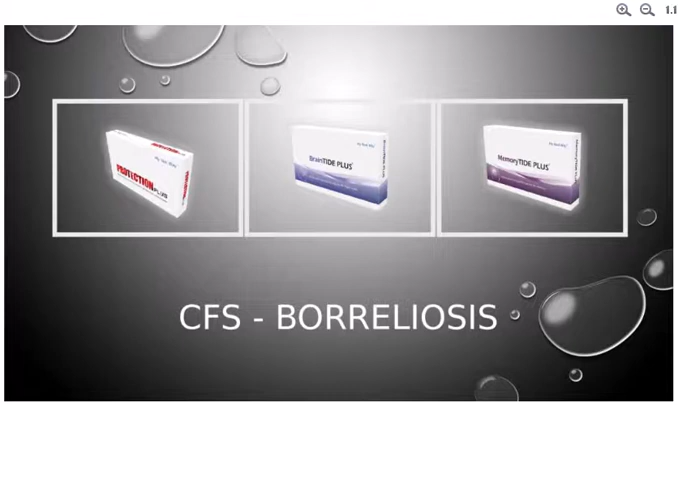 1.1
PROTECTION PLUS
BrainTIDE PLUS
MemoryTIDE PLUS
CFS - BORRELIOSIS